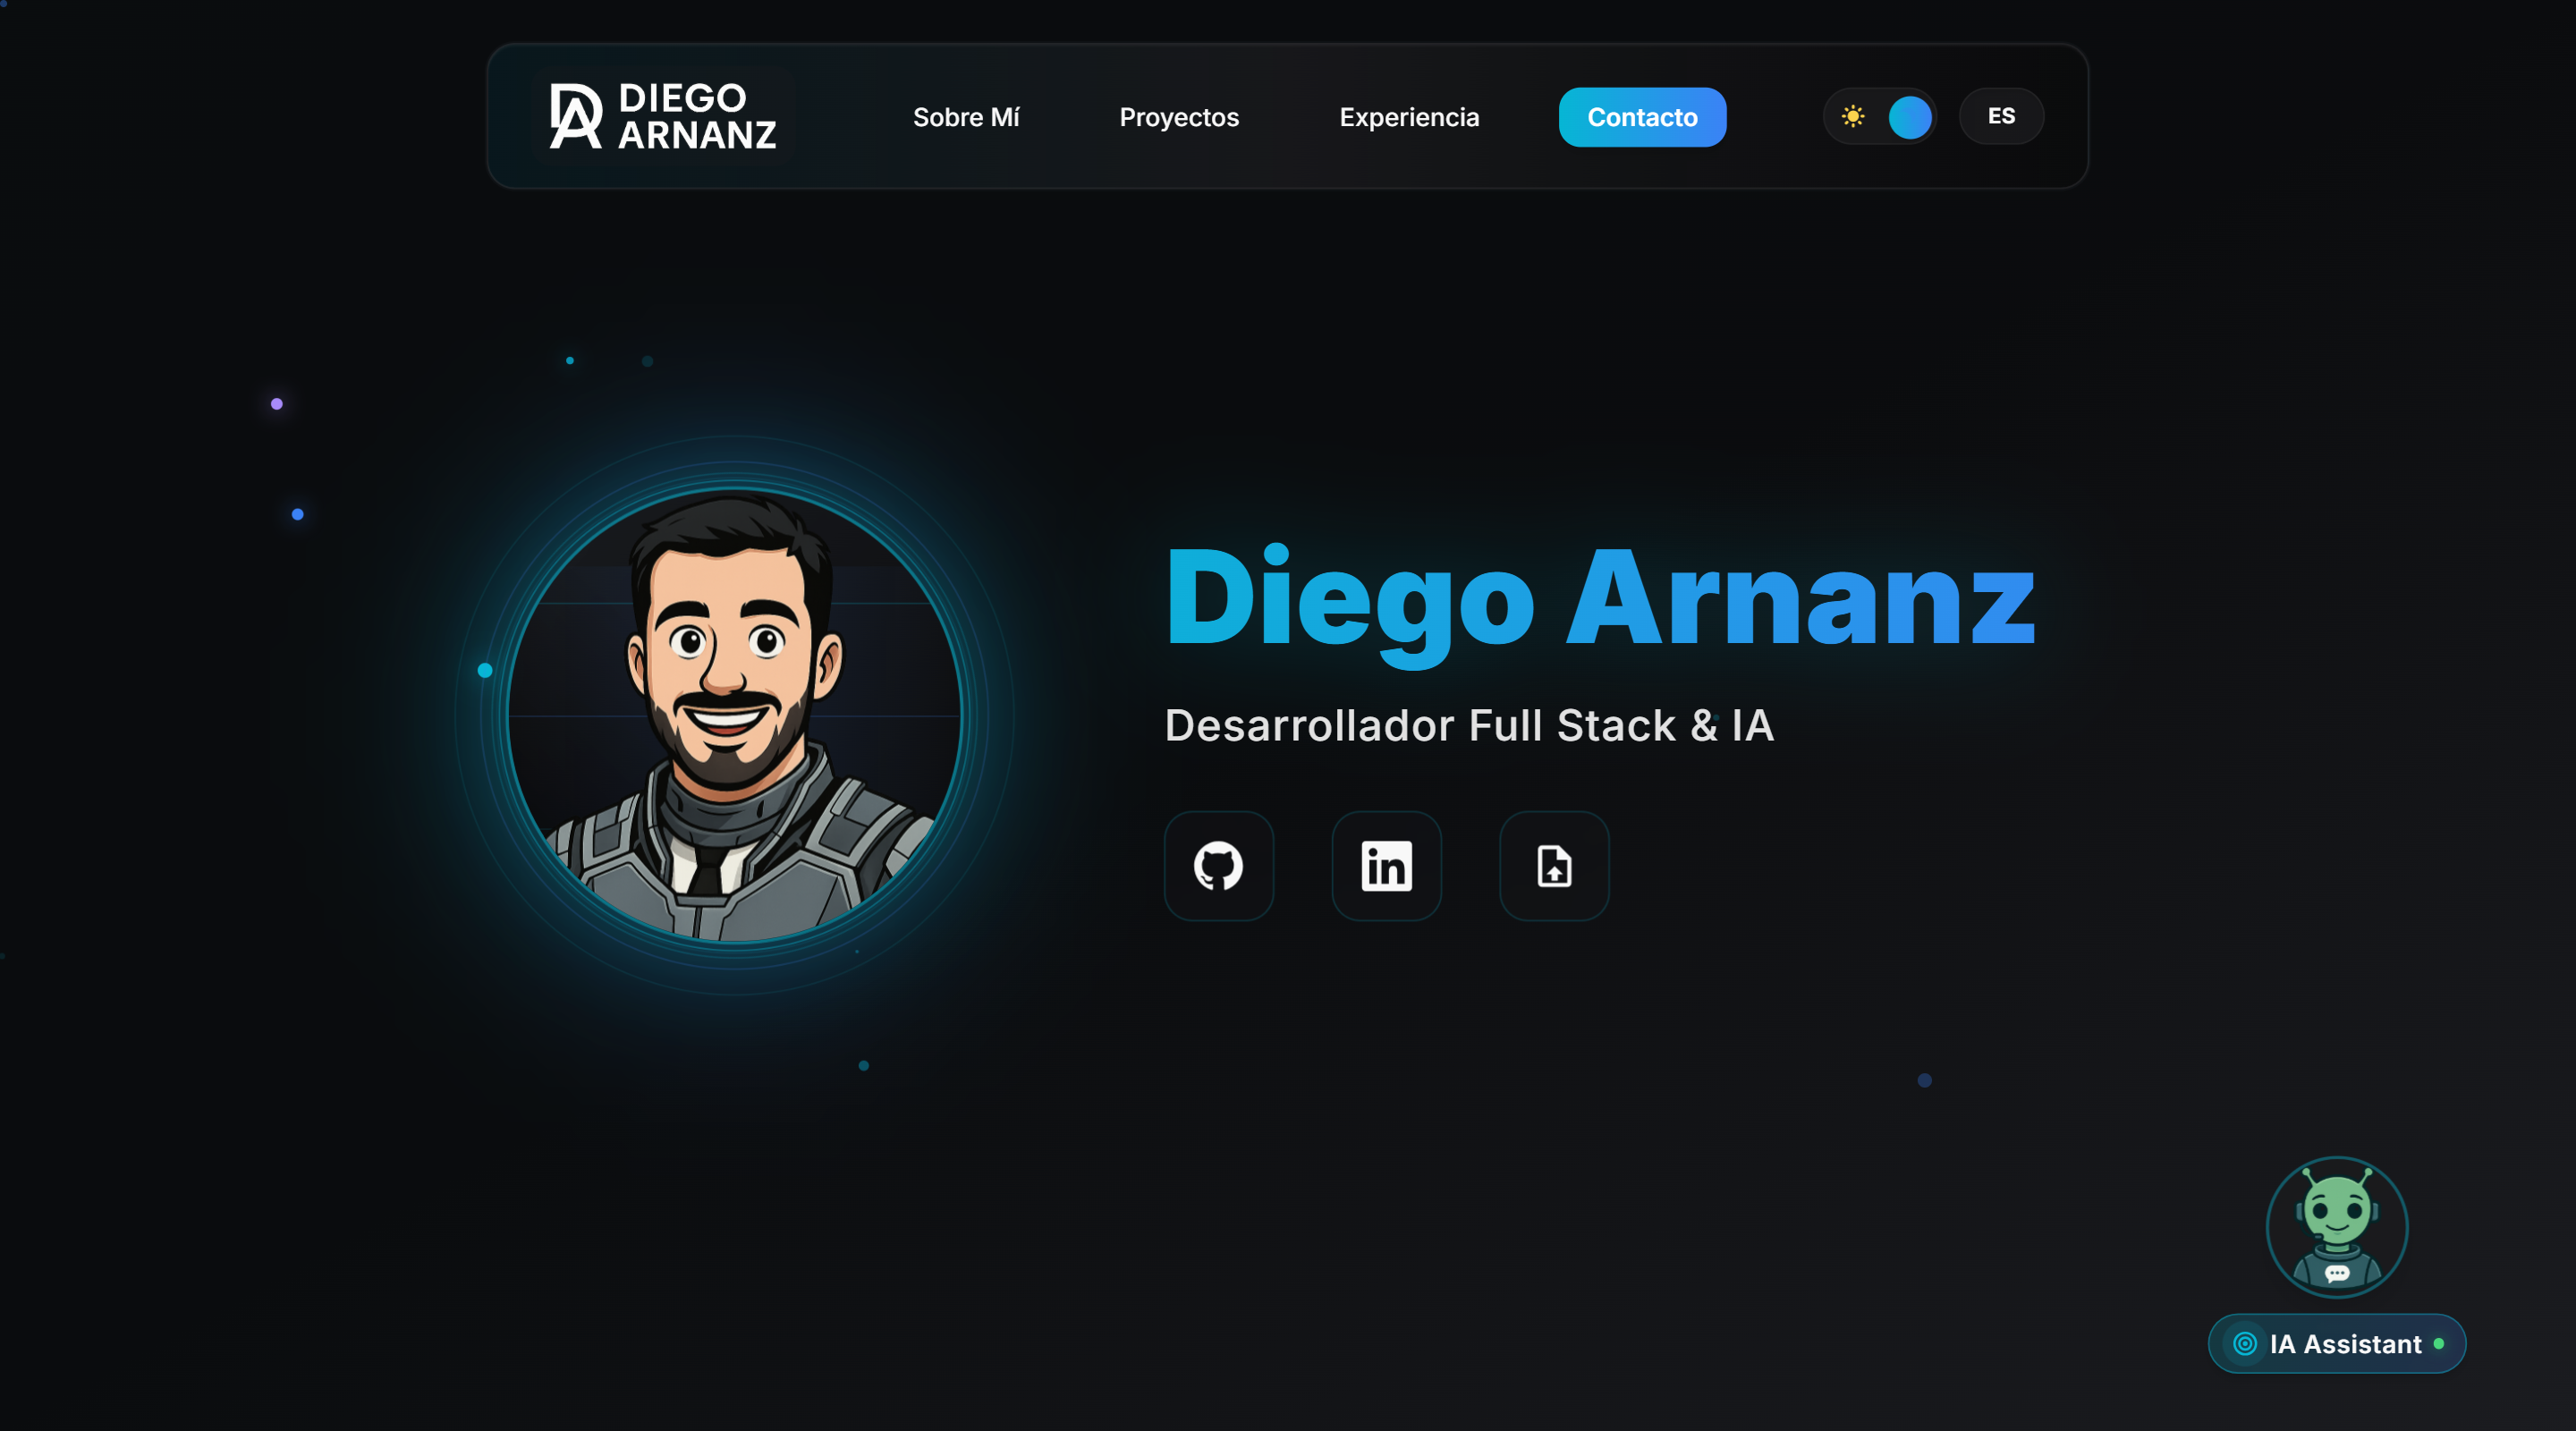 DIEGO
ARNANZ
Sobre Mí
Proyectos
Experiencia
Contacto
ES
Diego Arnanz
Desarrollador Full Stack & IA
in
IA Assistant